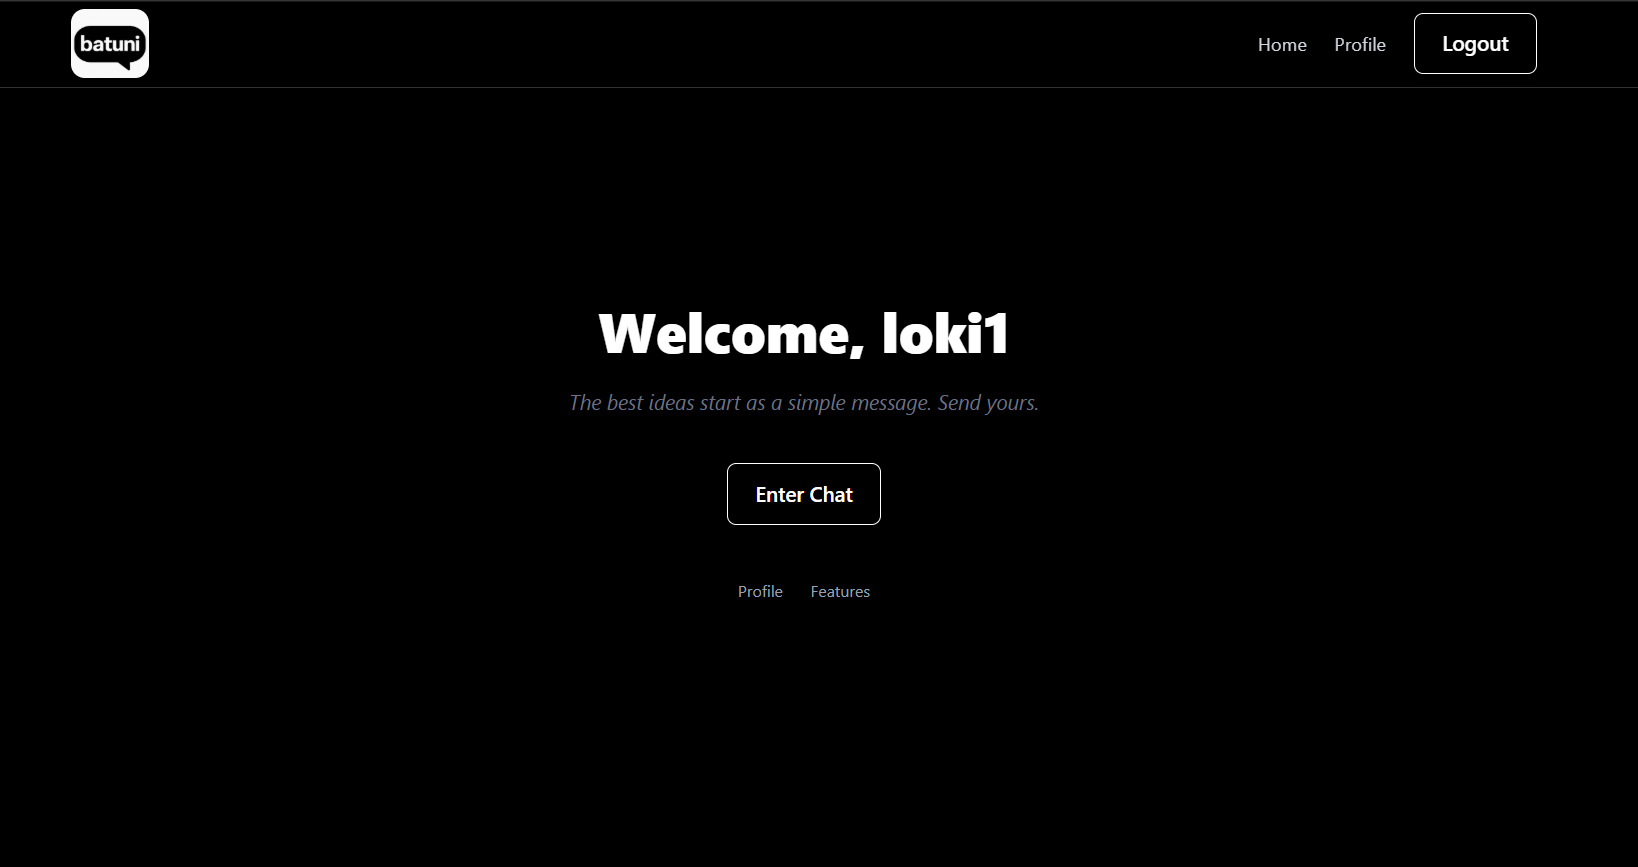 batuni
Home Profile Logout
Welcome, loki1
The best ideas start as a simple message. Send yours.
Enter Chat
Profile Features